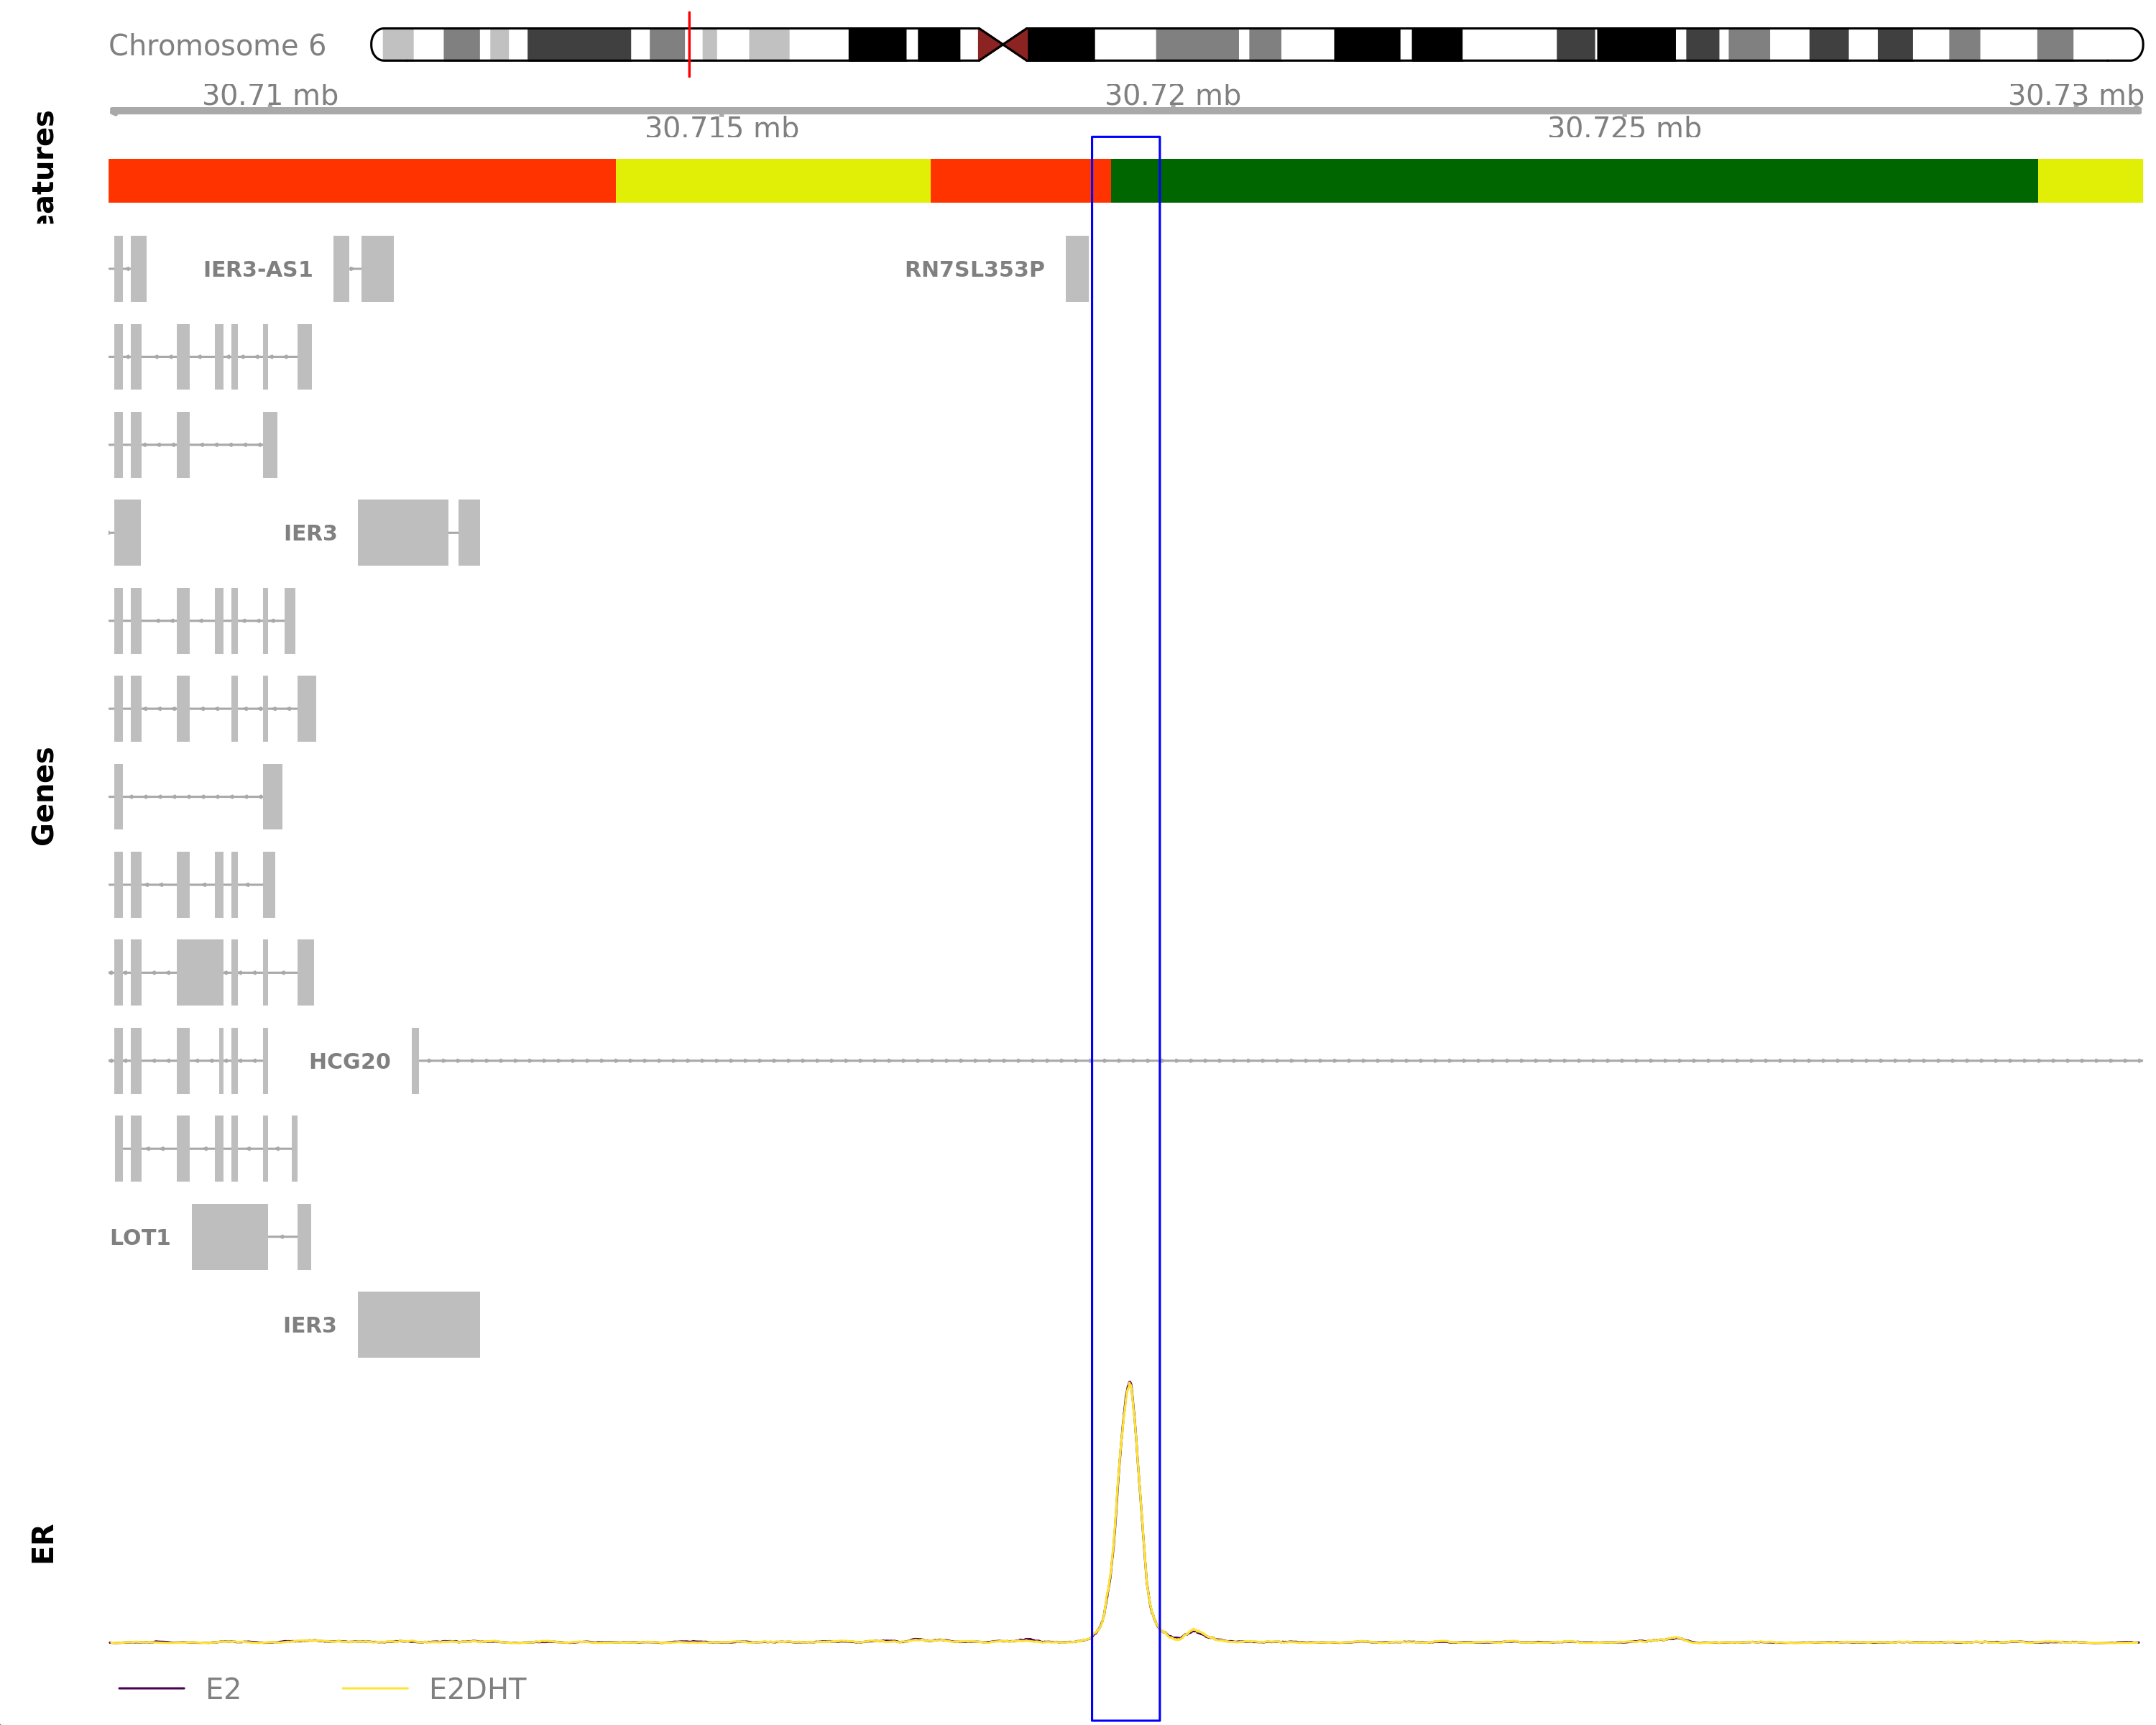 Chromosome 6
30.71 mb
30.72 mb
30.73 mb
30.715 mb
30.725 mb
eatures
IER3-AS1
RN7SL353P
IER3
Genes
HCG20
LOT1
IER3
ER
E2
E2DHT